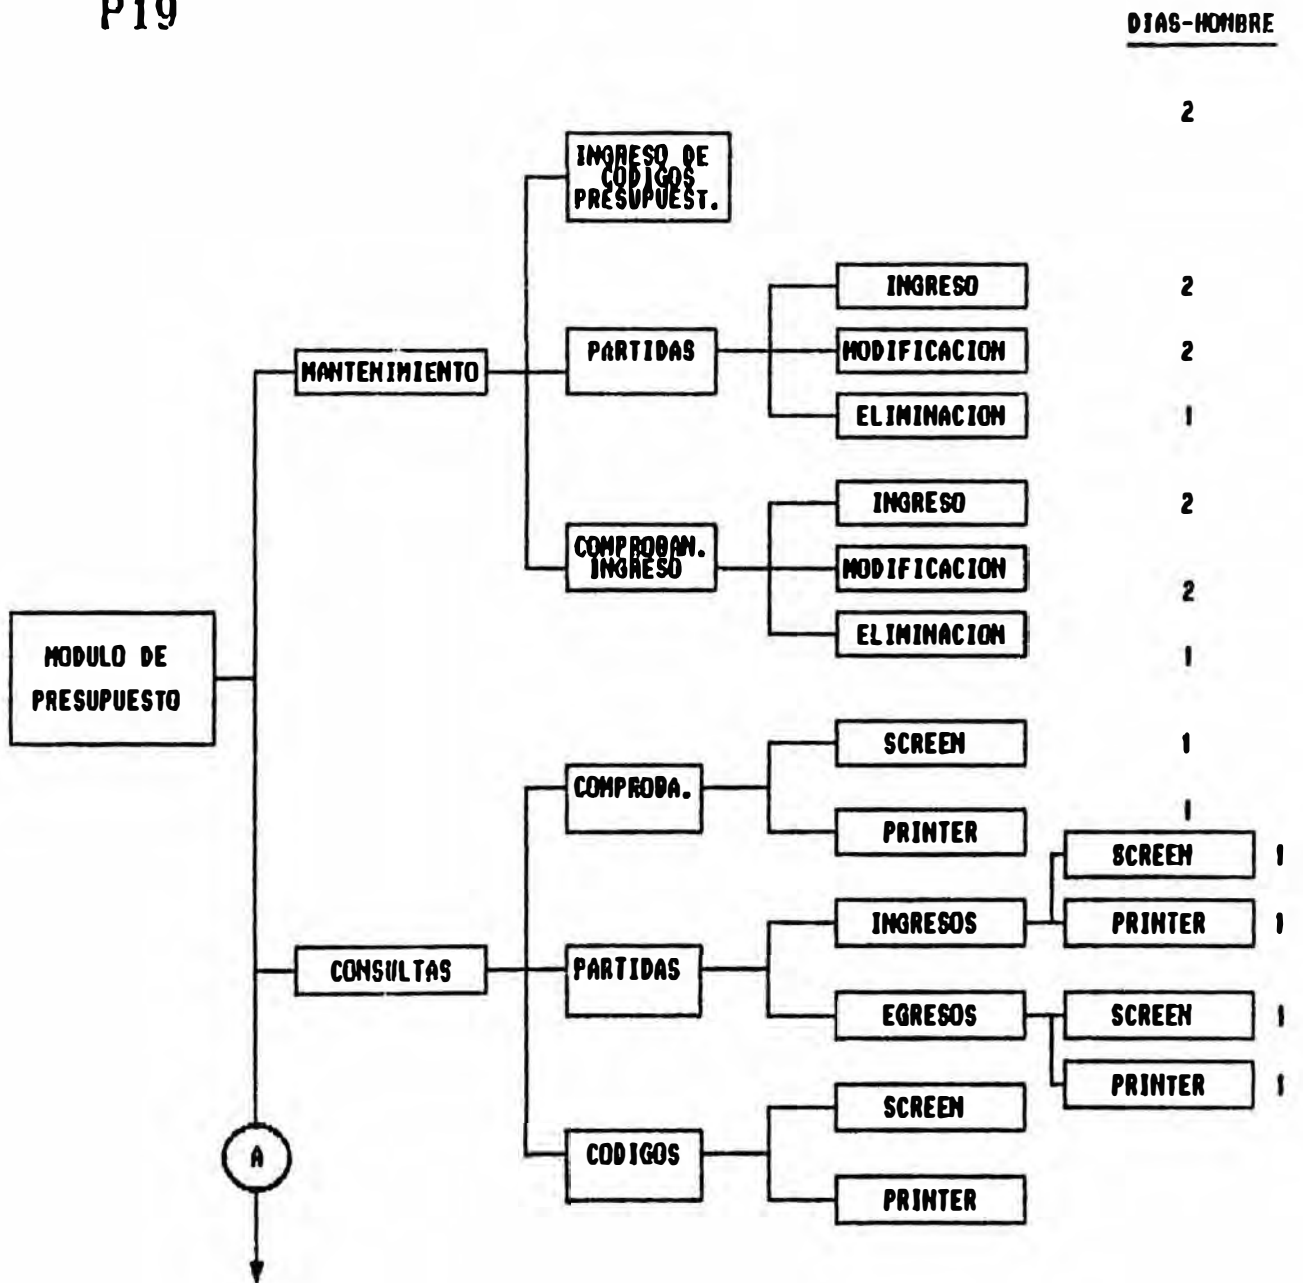 P19
DIAS-HOMBRE
2
INGRESO DE
CODIGOS
PRESUPUEST.
INGRESO
2
PARTIDAS
MODIFICACION
2
MANTENIMIENTO
ELIMINACION
1
INGRESO
2
COMPROBAN.
INGRESO
MODIFICACION
2
ELIMINACION
1
MODULO DE
PRESUPUESTO
SCREEN
1
COMPROBA.
PRINTER
1
SCREEN
1
INGRESOS
PRINTER
1
CONSULTAS
PARTIDAS
EGRESOS
SCREEN
1
PRINTER
1
SCREEN
A
CODIGOS
PRINTER